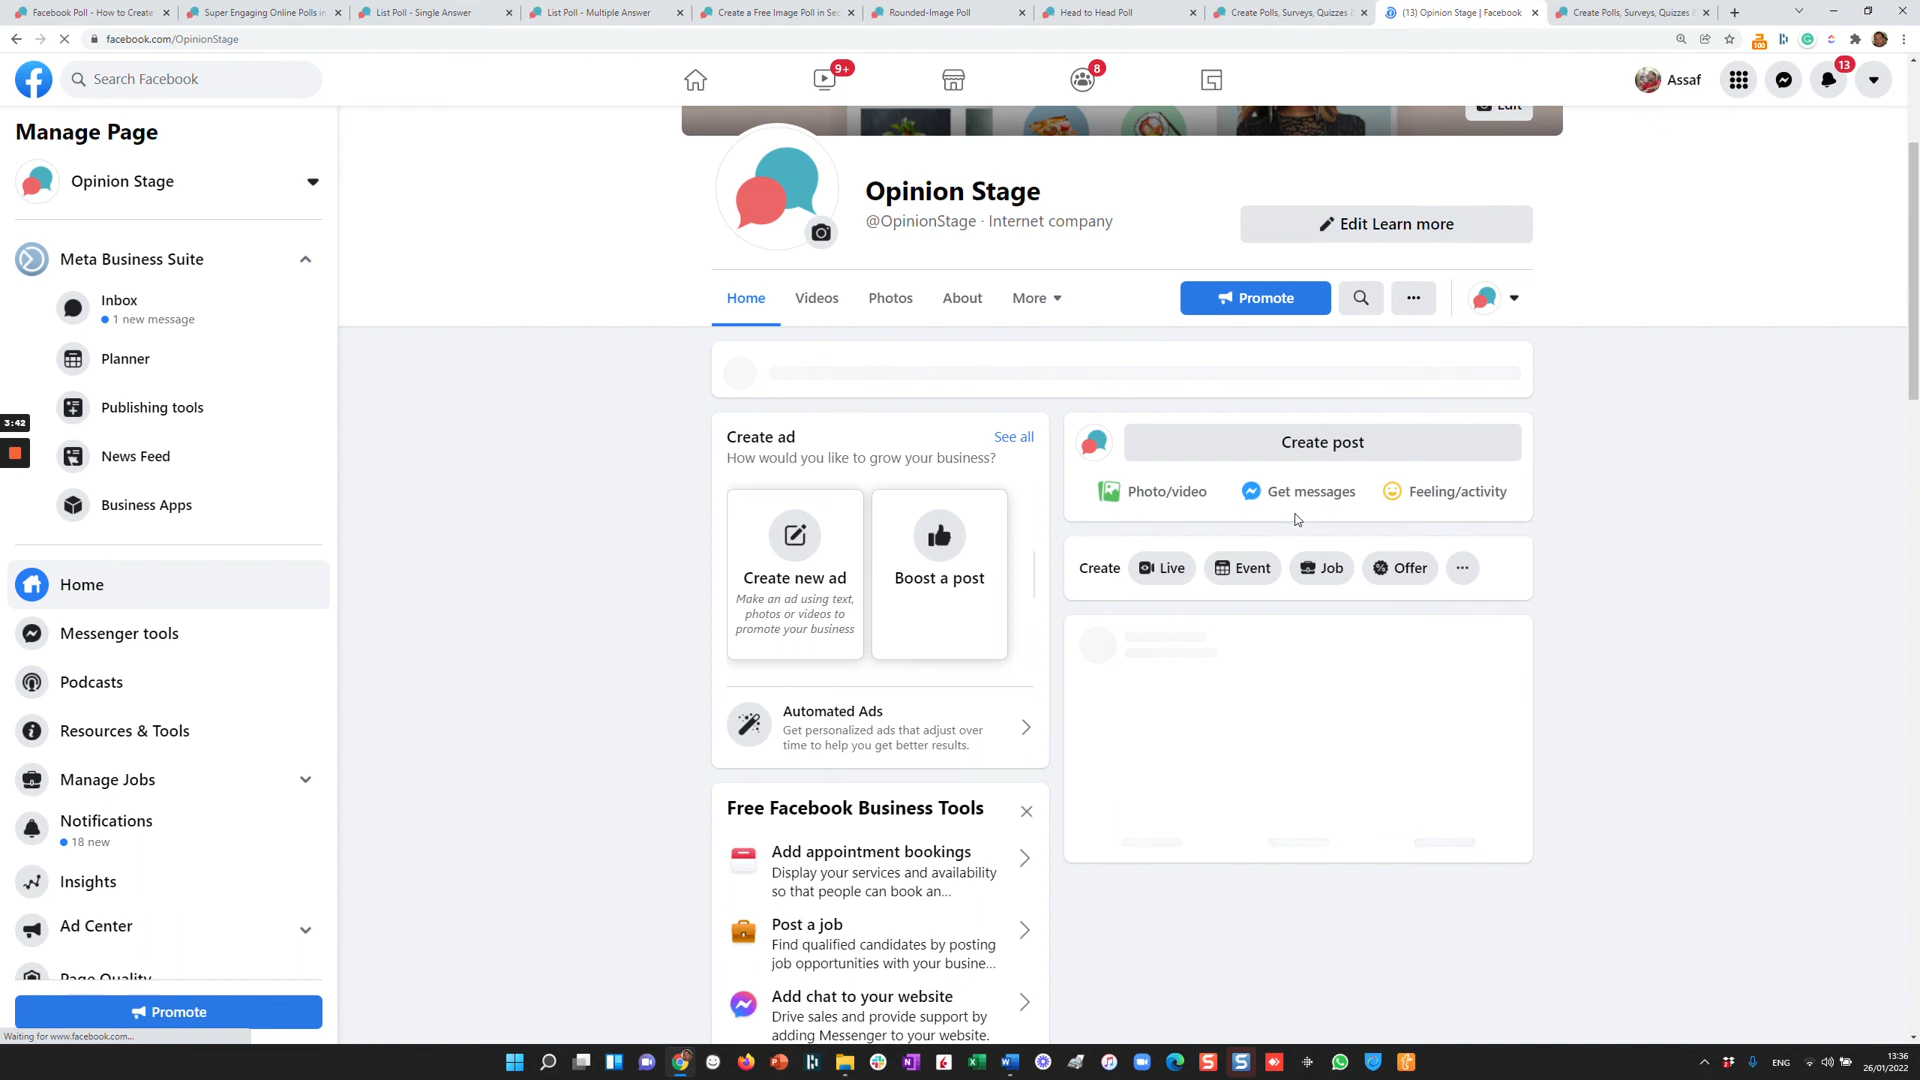 Facebook Poll - How to Create
Super Engaging Online Polls in
List Poll - Single Answer
List Poll - Multiple Answer
Create a Free Image Poll in Sec
Rounded-Image Poll
Head to Head Poll
Create Polls, Surveys, Quizzes &
(13) Opinion Stage | Facebook
Create Polls, Surveys, Quizzes &
facebook.com/OpinionStage
100
Search Facebook
9+
8
Assaf
13
Manage Page
Opinion Stage
Meta Business Suite
Inbox
1 new message
Planner
Publishing tools
News Feed
Business Apps
3:42
Home
Messenger tools
Podcasts
Resources & Tools
Manage Jobs
Notifications
18 new
Insights
Ad Center
Page Quality
Promote
Waiting for www.facebook.com...
Edit
Opinion Stage
@OpinionStage · Internet company
Edit Learn more
Home
Videos
Photos
About
More
Promote
Create ad
See all
How would you like to grow your business?
Create new ad
Make an ad using text,
photos or videos to
promote your business
Boost a post
Automated Ads
Get personalized ads that adjust over
time to help you get better results.
Free Facebook Business Tools
Add appointment bookings
Display your services and availability
so that people can book an...
Post a job
Find qualified candidates by posting
job opportunities with your busine...
Add chat to your website
Drive sales and provide support by
adding Messenger to your website.
Create post
Photo/video
Get messages
Feeling/activity
Create
Live
Event
Job
Offer
ENG
13:36
26/01/2022